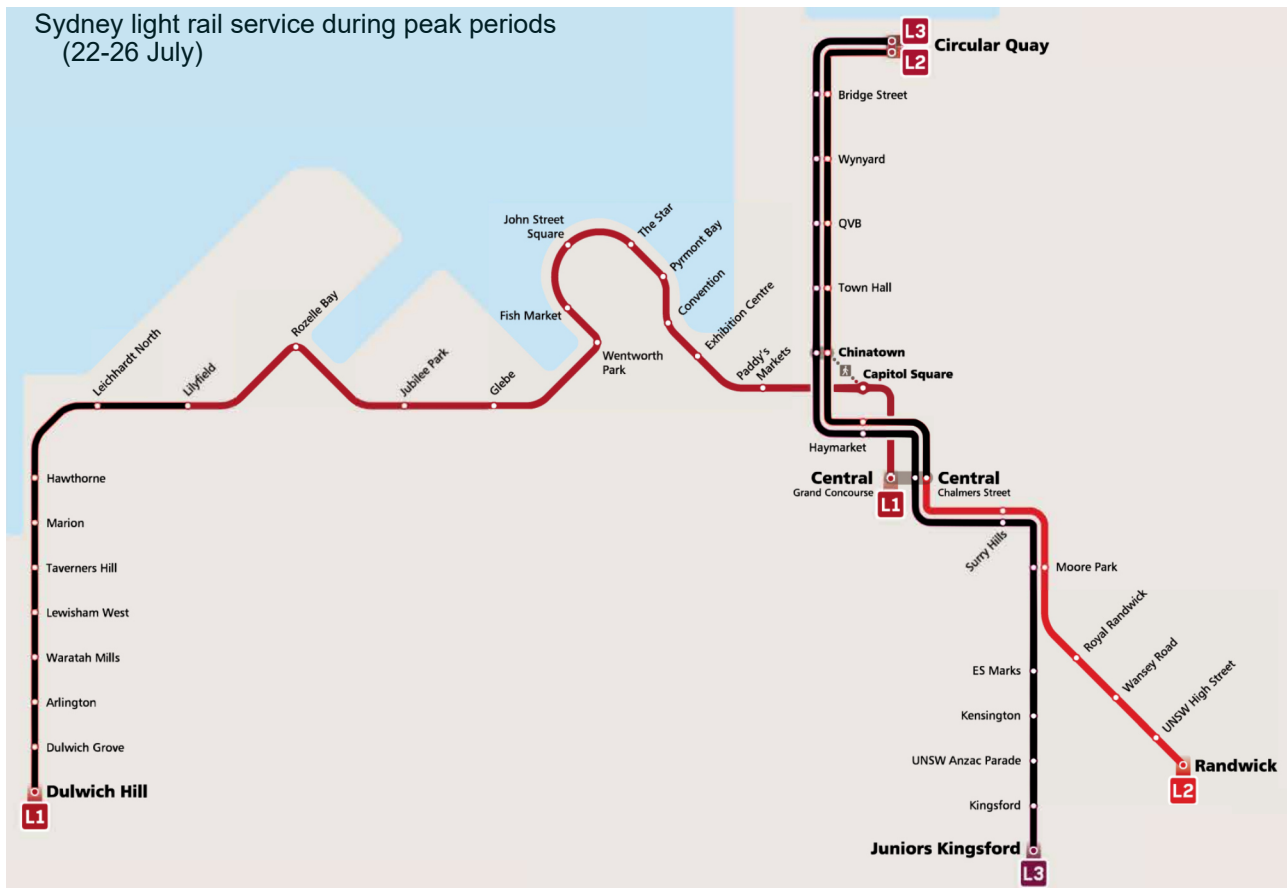 Sydney light rail service during peak periods
(22-26 July)
L3
L2
Circular Quay
Bridge Street
Wynyard
QVB
Town Hall
Chinatown
Capitol Square
Haymarket
Central
Grand Concourse
L1
Central
Chalmers Street
Surry Hills
Moore Park
Royal Randwick
Wansey Road
UNSW High Street
Randwick
L2
ES Marks
Kensington
UNSW Anzac Parade
Kingsford
Juniors Kingsford
L3
Paddy's
Markets
Exhibition Centre
Convention
Pyrmont Bay
The Star
John Street
Square
Fish Market
Wentworth
Park
Glebe
Jubilee Park
Rozelle Bay
Lilyfield
Leichhardt North
Hawthorne
Marion
Taverners Hill
Lewisham West
Waratah Mills
Arlington
Dulwich Grove
Dulwich Hill
L1